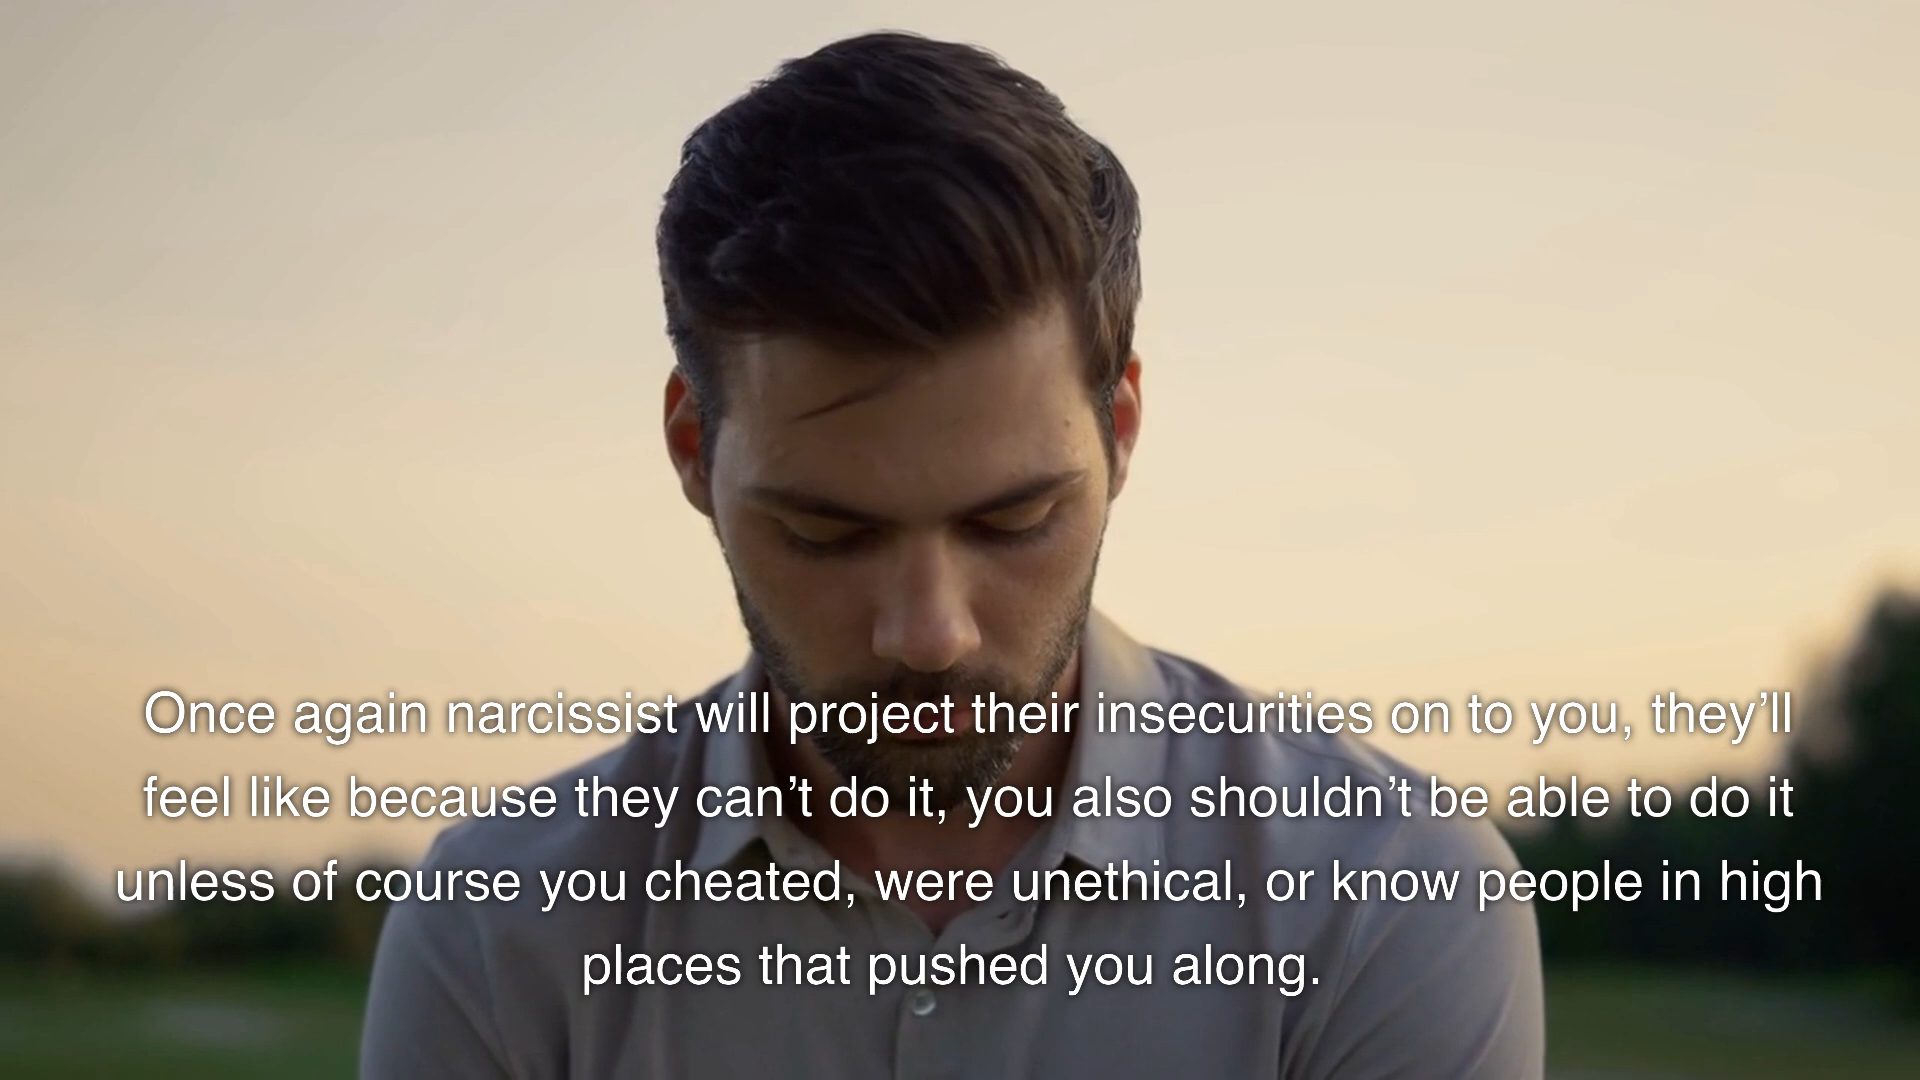 Once again narcissist will project their insecurities on to you, they’ll
feel like because they can’t do it, you also shouldn’t be able to do it
unless of course you cheated, were unethical, or know people in high
places that pushed you along.